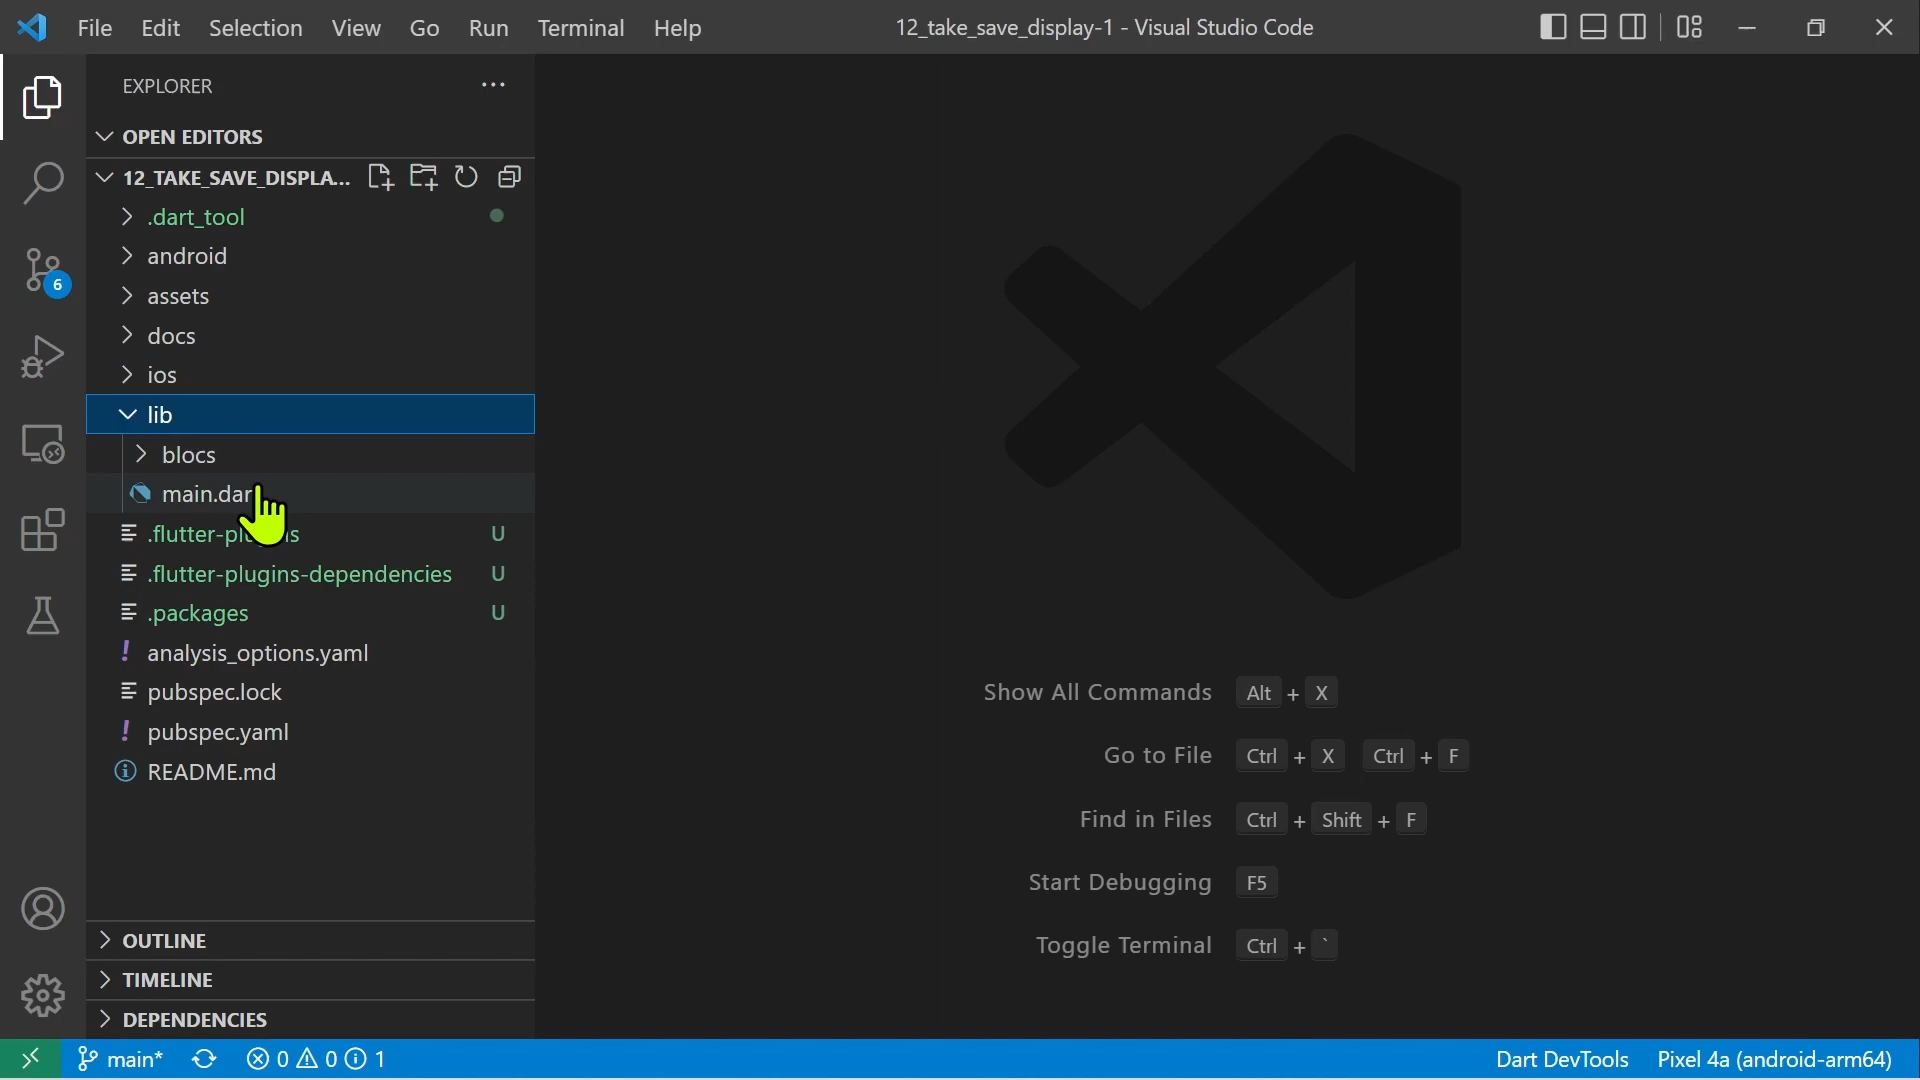 File Edit Selection View Go Run Terminal Help
12_take_save_display-1 - Visual Studio Code
EXPLORER
OPEN EDITORS
12_TAKE_SAVE_DISPLA...
.dart_tool
android
assets
docs
ios
lib
blocs
main.dar
.flutter-pl s U
.flutter-plugins-dependencies U
.packages U
! analysis_options.yaml
pubspec.lock
! pubspec.yaml
README.md
6
Show All Commands Alt + X
Go to File Ctrl + X Ctrl + F
Find in Files Ctrl + Shift + F
Start Debugging F5
Toggle Terminal Ctrl + `
OUTLINE
TIMELINE
DEPENDENCIES
main* 0 0 1
Dart DevTools Pixel 4a (android-arm64)